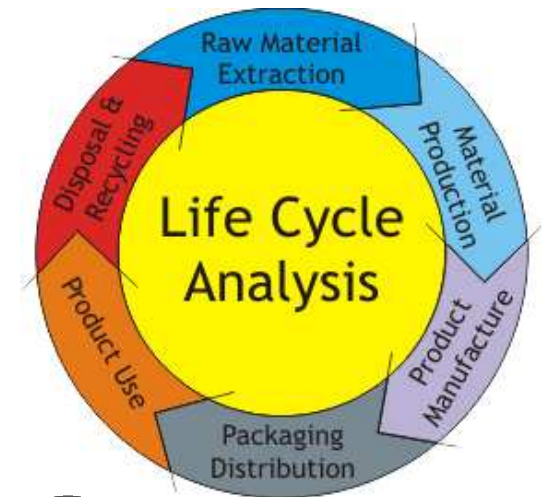 Life Cycle
Analysis
Raw Material
Extraction
Material
Production
Product
Manufacture
Packaging
Distribution
Product Use
Disposal &
Recycling